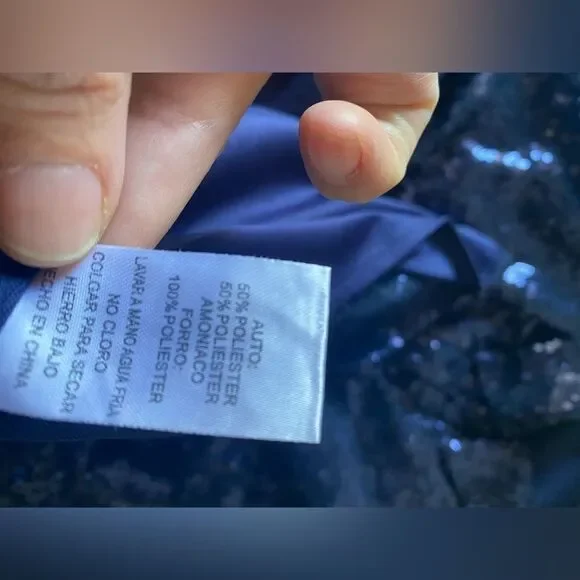 AUTO:
50% POLIESTER
50% POLIESTER
AMONIACO
FORRO:
100% POLIESTER
LAVAR A MANO AGUA FRIA
NO CLORO
COLGAR PARA SECAR
HIERRO BAJO
ECHO EN CHINA